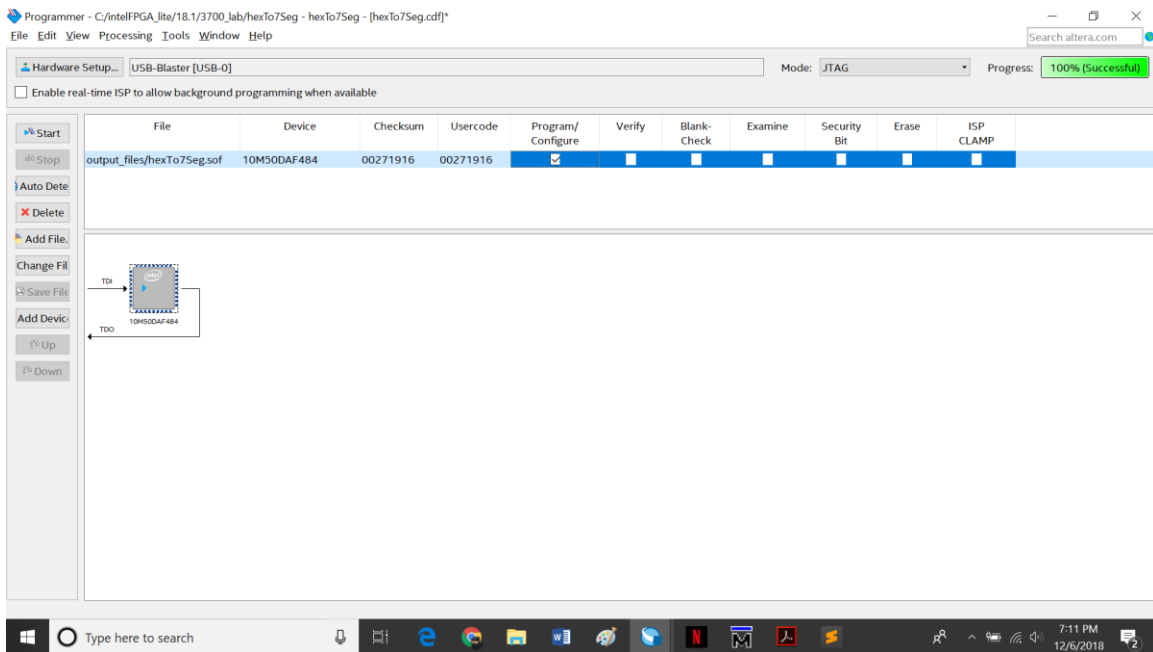 Programmer - C:/intelFPGA_lite/18.1/3700_lab/hexTo7Seg - hexTo7Seg - [hexTo7Seg.cdf]*
File Edit View Processing Tools Window Help
Search altera.com
Hardware Setup... USB-Blaster [USB-0] Mode: JTAG Progress: 100% (Successful)
Enable real-time ISP to allow background programming when available
Start
Stop
Auto Dete
Delete
Add File.
Change Fil
Save File
Add Devic
Up
Down
File Device Checksum Usercode Program/ Verify Blank- Examine Security Erase ISP
Configure Check Bit CLAMP
output_files/hexTo7Seg.sof 10M50DAF484 00271916 00271916
TDI
intel
10M50DAF484
TDO
Type here to search
7:11 PM
12/6/2018
2